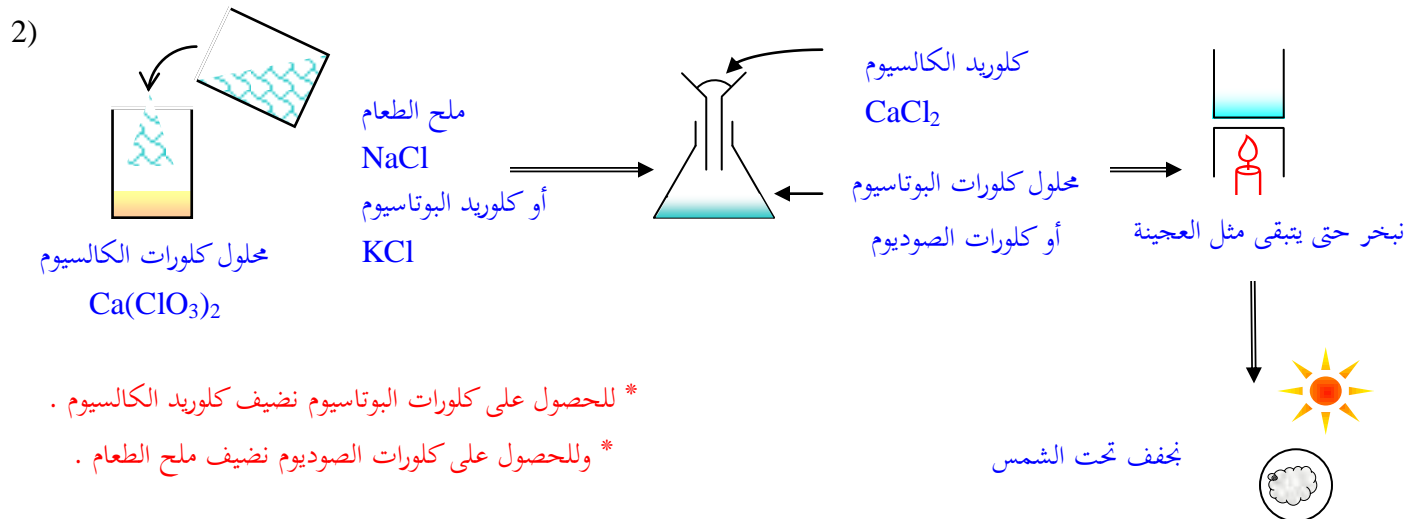 2)
ملح الطعام
NaCl
أو كلوريد البوتاسيوم
KCl
محلول كلورات الكالسيوم
Ca(ClO₃)₂
كلوريد الكالسيوم
CaCl₂
محلول كلورات البوتاسيوم
أو كلورات الصوديوم
نبخر حتى يتبقى مثل العجينة
نجفف تحت الشمس
* للحصول على كلورات البوتاسيوم نضيف كلوريد الكالسيوم .
* وللحصول على كلورات الصوديوم نضيف ملح الطعام .